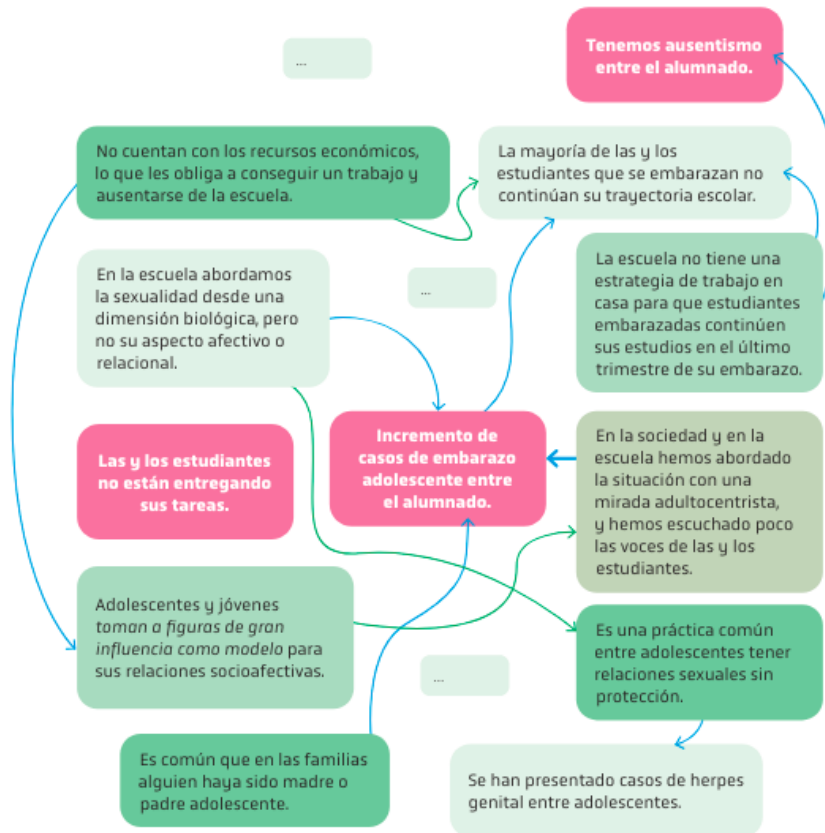 ...
Tenemos ausentismo
entre el alumnado.
No cuentan con los recursos económicos,
lo que les obliga a conseguir un trabajo y
ausentarse de la escuela.
La mayoría de las y los
estudiantes que se embarazan no
continúan su trayectoria escolar.
En la escuela abordamos
la sexualidad desde una
dimensión biológica, pero
no su aspecto afectivo o
relacional.
...
La escuela no tiene una
estrategia de trabajo en
casa para que estudiantes
embarazadas continúen
sus estudios en el último
trimestre de su embarazo.
Las y los estudiantes
no están entregando
sus tareas.
Incremento de
casos de embarazo
adolescente entre
el alumnado.
En la sociedad y en la
escuela hemos abordado
la situación con una
mirada adultocentrista,
y hemos escuchado poco
las voces de las y los
estudiantes.
Adolescentes y jóvenes
toman a figuras de gran
influencia como modelo para
sus relaciones socioafectivas.
...
Es una práctica común
entre adolescentes tener
relaciones sexuales sin
protección.
Es común que en las familias
alguien haya sido madre o
padre adolescente.
Se han presentado casos de herpes
genital entre adolescentes.